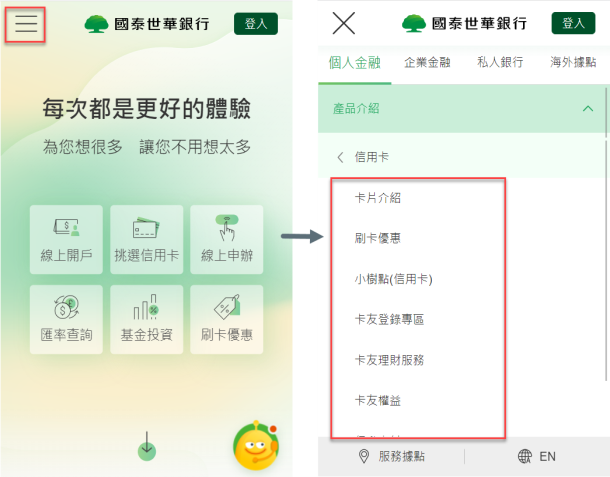 國泰世華銀行
登入
每次都是更好的體驗
為您想很多 讓您不用想太多
線上開戶
挑選信用卡
線上申辦
匯率查詢
基金投資
刷卡優惠
國泰世華銀行
登入
個人金融 企業金融 私人銀行 海外據點
產品介紹
信用卡
卡片介紹
刷卡優惠
小樹點(信用卡)
卡友登錄專區
卡友理財服務
卡友權益
服務據點
EN